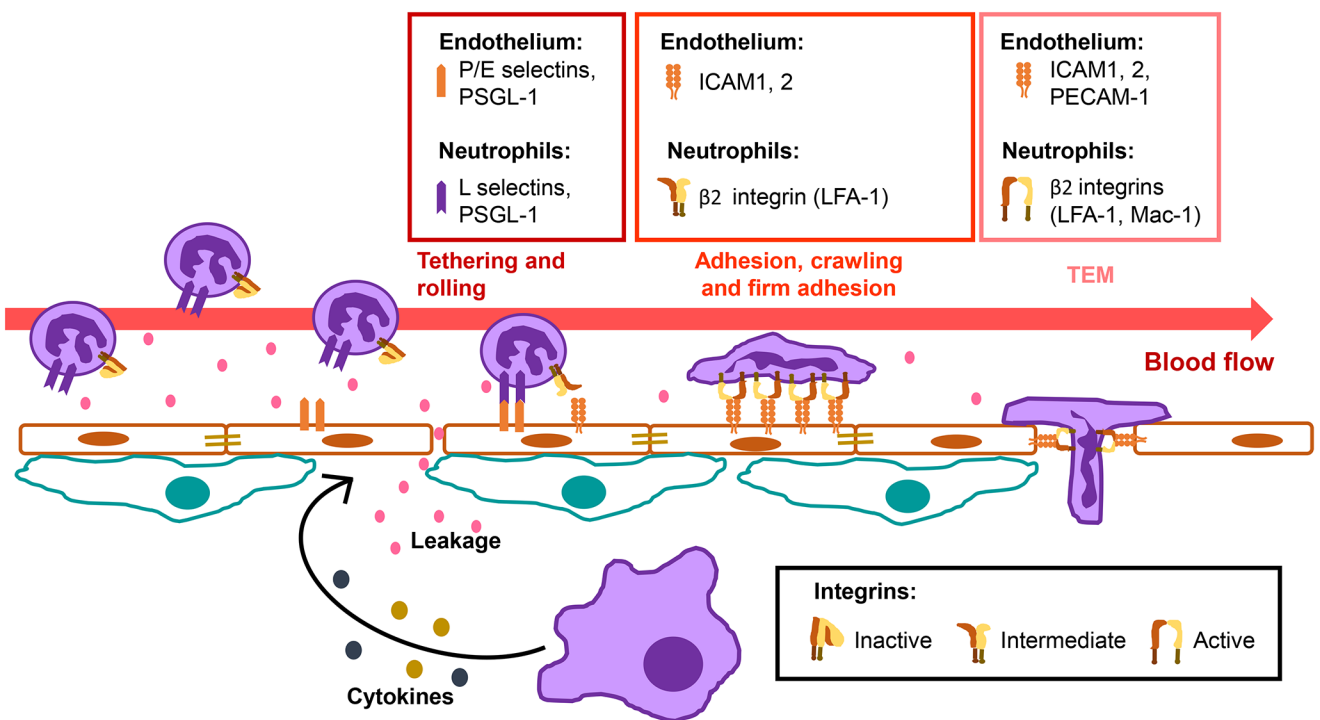 Endothelium:
P/E selectins,
PSGL-1
Neutrophils:
L selectins,
PSGL-1
Tethering and
rolling
Endothelium:
ICAM1, 2
Neutrophils:
β2 integrin (LFA-1)
Adhesion, crawling
and firm adhesion
Endothelium:
ICAM1, 2,
PECAM-1
Neutrophils:
β2 integrins
(LFA-1, Mac-1)
TEM
Blood flow
Leakage
Cytokines
Integrins:
Inactive
Intermediate
Active